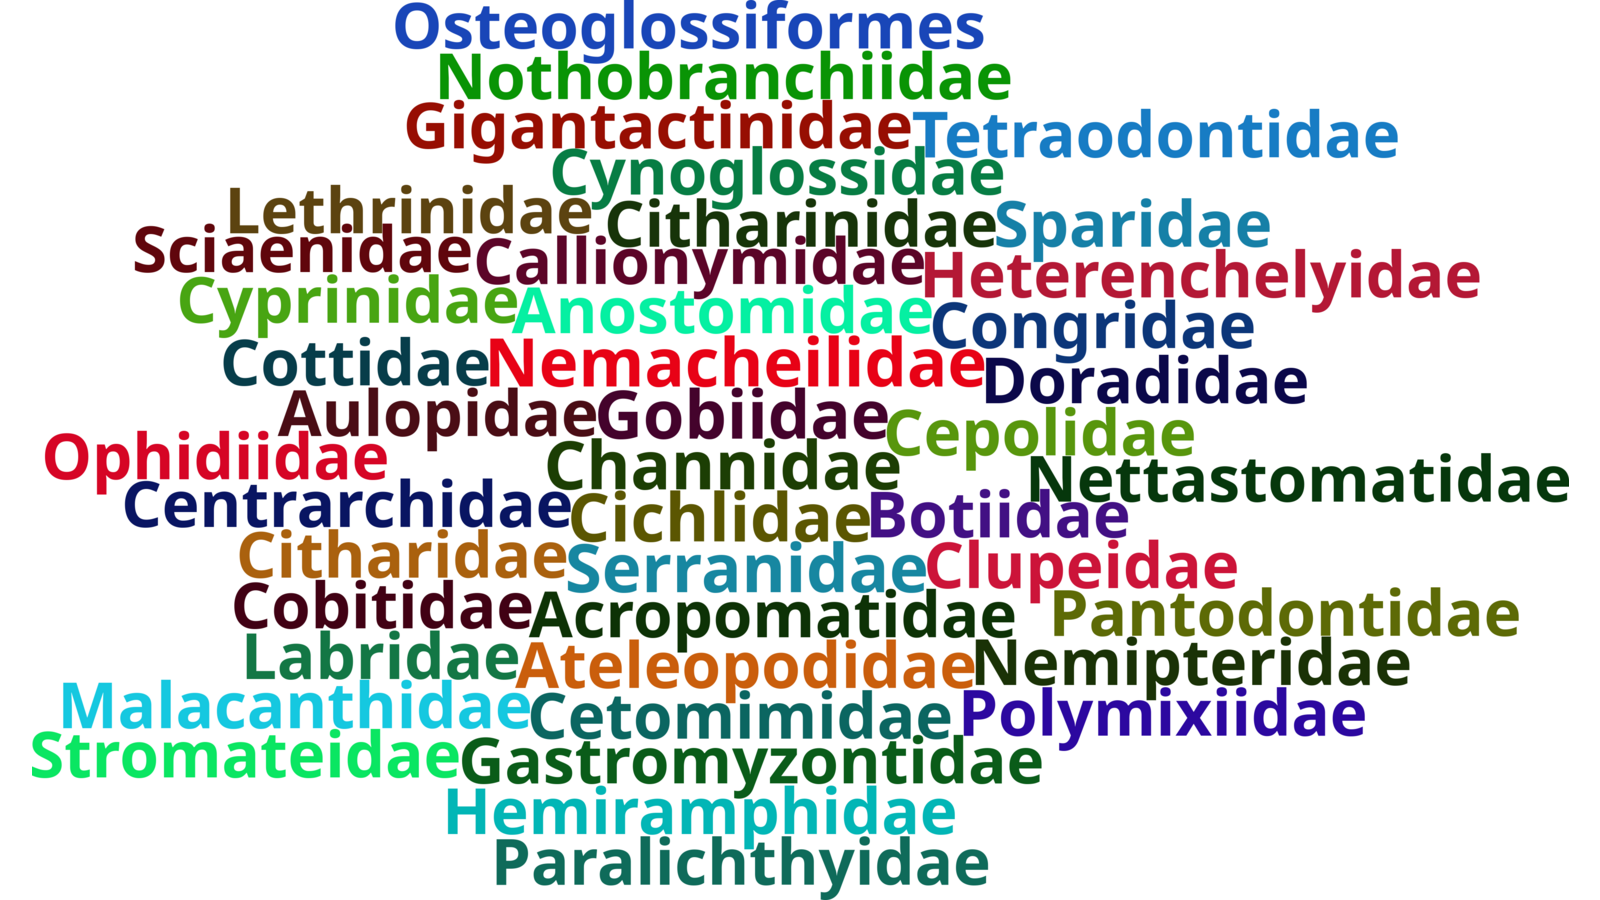 Osteoglossiformes
Nothobranchiidae
Gigantactinidae Tetraodontidae
Cynoglossidae
Lethrinidae Citharinidae Sparidae
Sciaenidae Callionymidae Heterenchelyidae
Cyprinidae Anostomidae Congridae
Cottidae Nemacheilidae Doradidae
Aulopidae Gobiidae Cepolidae
Ophidiidae Channidae Nettastomatidae
Centrarchidae Cichlidae Botiidae
Citharidae Serranidae Clupeidae
Cobitidae Acropomatidae Pantodontidae
Labridae Ateleopodidae Nemipteridae
Malacanthidae Cetomimidae Polymixiidae
Stromateidae Gastromyzontidae
Hemiramphidae
Paralichthyidae